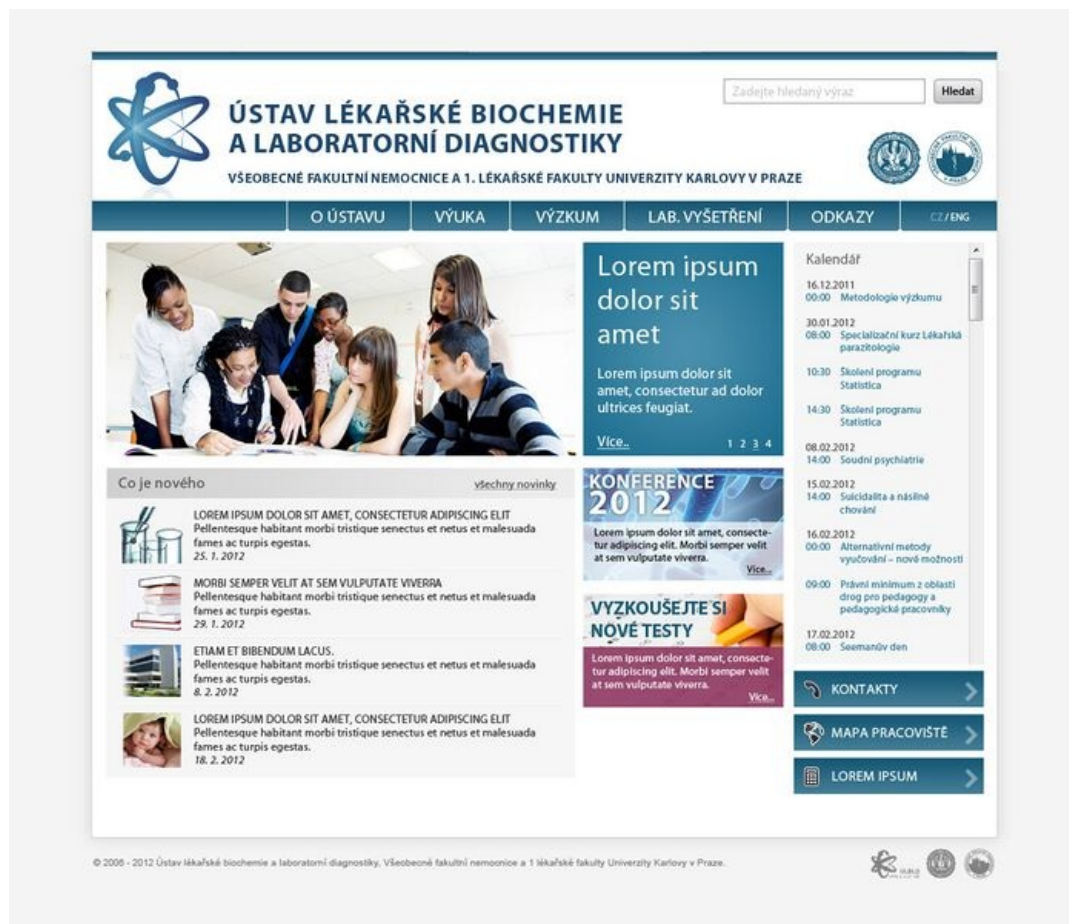 Zadejte hledaný výraz
Hledat
ÚSTAV LÉKAŘSKÉ BIOCHEMIE
A LABORATORNÍ DIAGNOSTIKY
VŠEOBECNÉ FAKULTNÍ NEMOCNICE A 1. LÉKAŘSKÉ FAKULTY UNIVERZITY KARLOVY V PRAZE
O ÚSTAVU
VÝUKA
VÝZKUM
LAB. VYŠETŘENÍ
ODKAZY
CZ / ENG
Lorem ipsum
dolor sit
amet
Lorem ipsum dolor sit
amet, consectetur ad dolor
ultrices feugiat.
Více..
1 2 3 4
Kalendář
16.12.2011
00:00 Metodologie výzkumu
30.01.2012
08:00 Specializační kurz Lékařská
parazitologie
10:30 Školení programu
Statistica
14:30 Školení programu
Statistica
08.02.2012
14:00 Soudní psychiatrie
15.02.2012
14:00 Suicidalita a násilné
chování
16.02.2012
00:00 Alternativní metody
vyučování – nové možnosti
09:00 Právní minimum z oblasti
drog pro pedagogy a
pedagogické pracovníky
17.02.2012
08:00 Seemanův den
Co je nového
všechny novinky
LOREM IPSUM DOLOR SIT AMET, CONSECTETUR ADIPISCING ELIT
Pellentesque habitant morbi tristique senectus et netus et malesuada
fames ac turpis egestas.
25. 1. 2012
MORBI SEMPER VELIT AT SEM VULPUTATE VIVERRA
Pellentesque habitant morbi tristique senectus et netus et malesuada
fames ac turpis egestas.
29. 1. 2012
ETIAM ET BIBENDUM LACUS.
Pellentesque habitant morbi tristique senectus et netus et malesuada
fames ac turpis egestas.
8. 2. 2012
LOREM IPSUM DOLOR SIT AMET, CONSECTETUR ADIPISCING ELIT
Pellentesque habitant morbi tristique senectus et netus et malesuada
fames ac turpis egestas.
18. 2. 2012
KONFERENCE
2012
Lorem ipsum dolor sit amet, consecte-
tur adipiscing elit. Morbi semper velit
at sem vulputate viverra.
Více...
VYZKOUŠEJTE SI
NOVÉ TESTY
Lorem ipsum dolor sit amet, consecte-
tur adipiscing elit. Morbi semper velit
at sem vulputate viverra.
Více...
KONTAKTY
MAPA PRACOVIŠTĚ
LOREM IPSUM
© 2006 - 2012 Ústav lékařské biochemie a laboratorní diagnostiky, Všeobecné fakultní nemocnice a 1 lékařské fakulty Univerzity Karlovy v Praze.